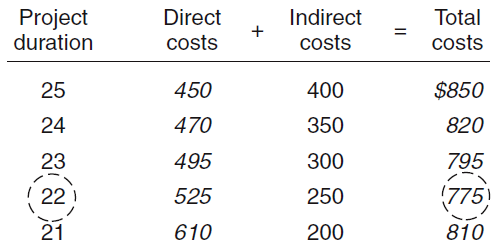 Project Direct Indirect Total
duration costs + costs = costs
25 450 400 $850
24 470 350 820
23 495 300 795
22 525 250 775
21 610 200 810